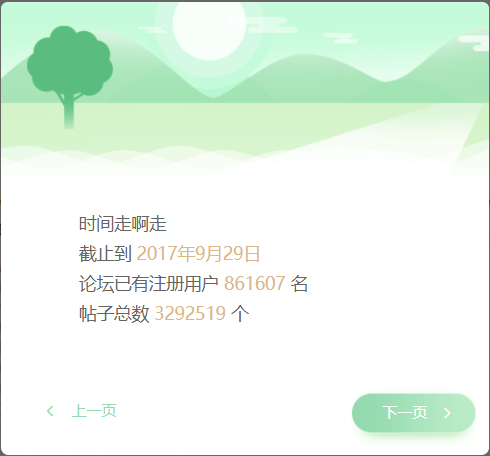 时间走啊走
截止到 2017年9月29日
论坛已有注册用户 861607 名
帖子总数 3292519 个
上一页
下一页